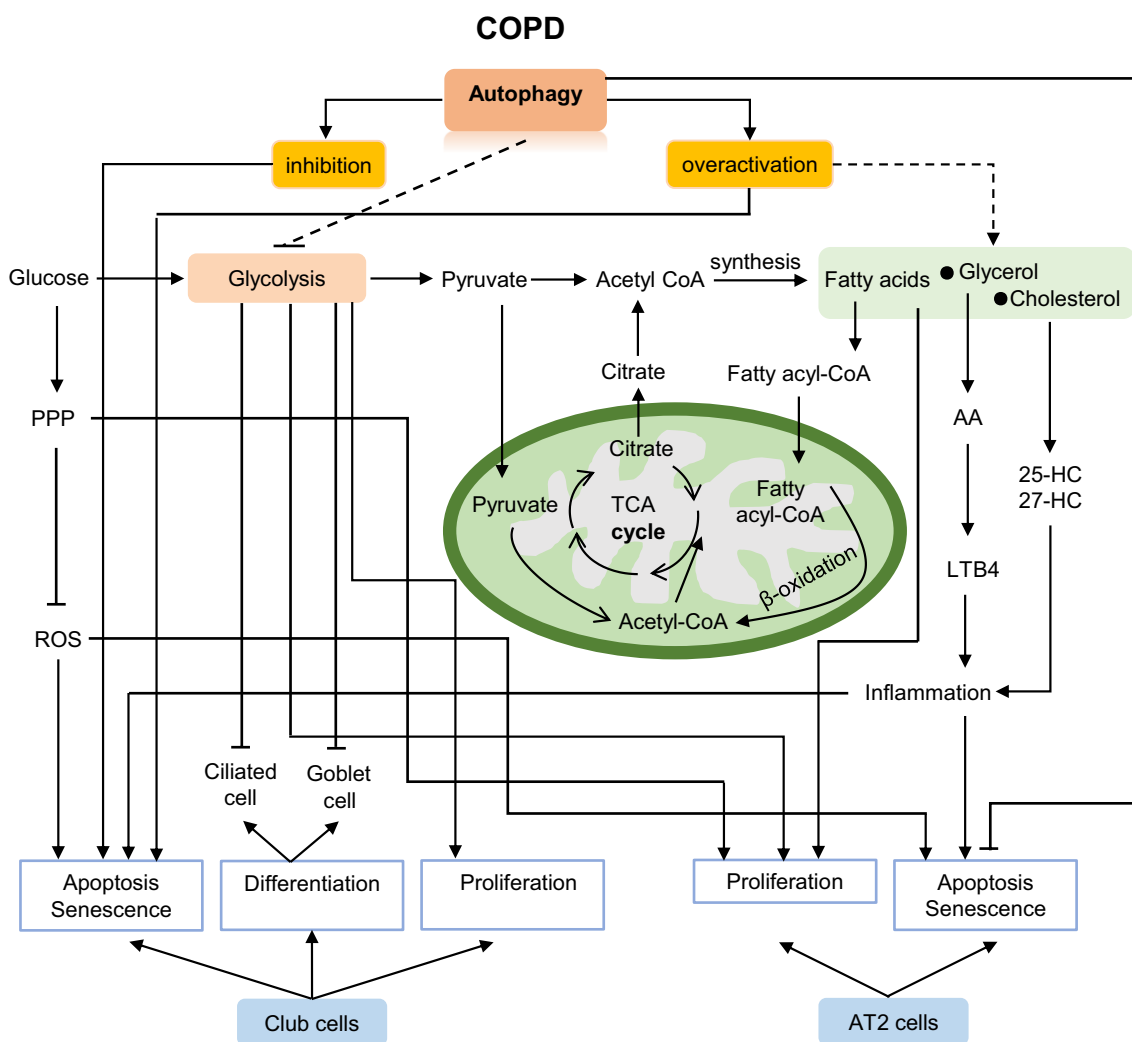 COPD
Autophagy
inhibition
overactivation
Glucose
Glycolysis
Pyruvate
Acetyl CoA
synthesis
Fatty acids
Glycerol
Cholesterol
Citrate
Fatty acyl-CoA
PPP
AA
Citrate
25-HC
27-HC
Pyruvate
TCA
cycle
Fatty
acyl-CoA
β-oxidation
LTB4
Acetyl-CoA
ROS
Inflammation
Ciliated
cell
Goblet
cell
Apoptosis
Senescence
Differentiation
Proliferation
Proliferation
Apoptosis
Senescence
Club cells
AT2 cells